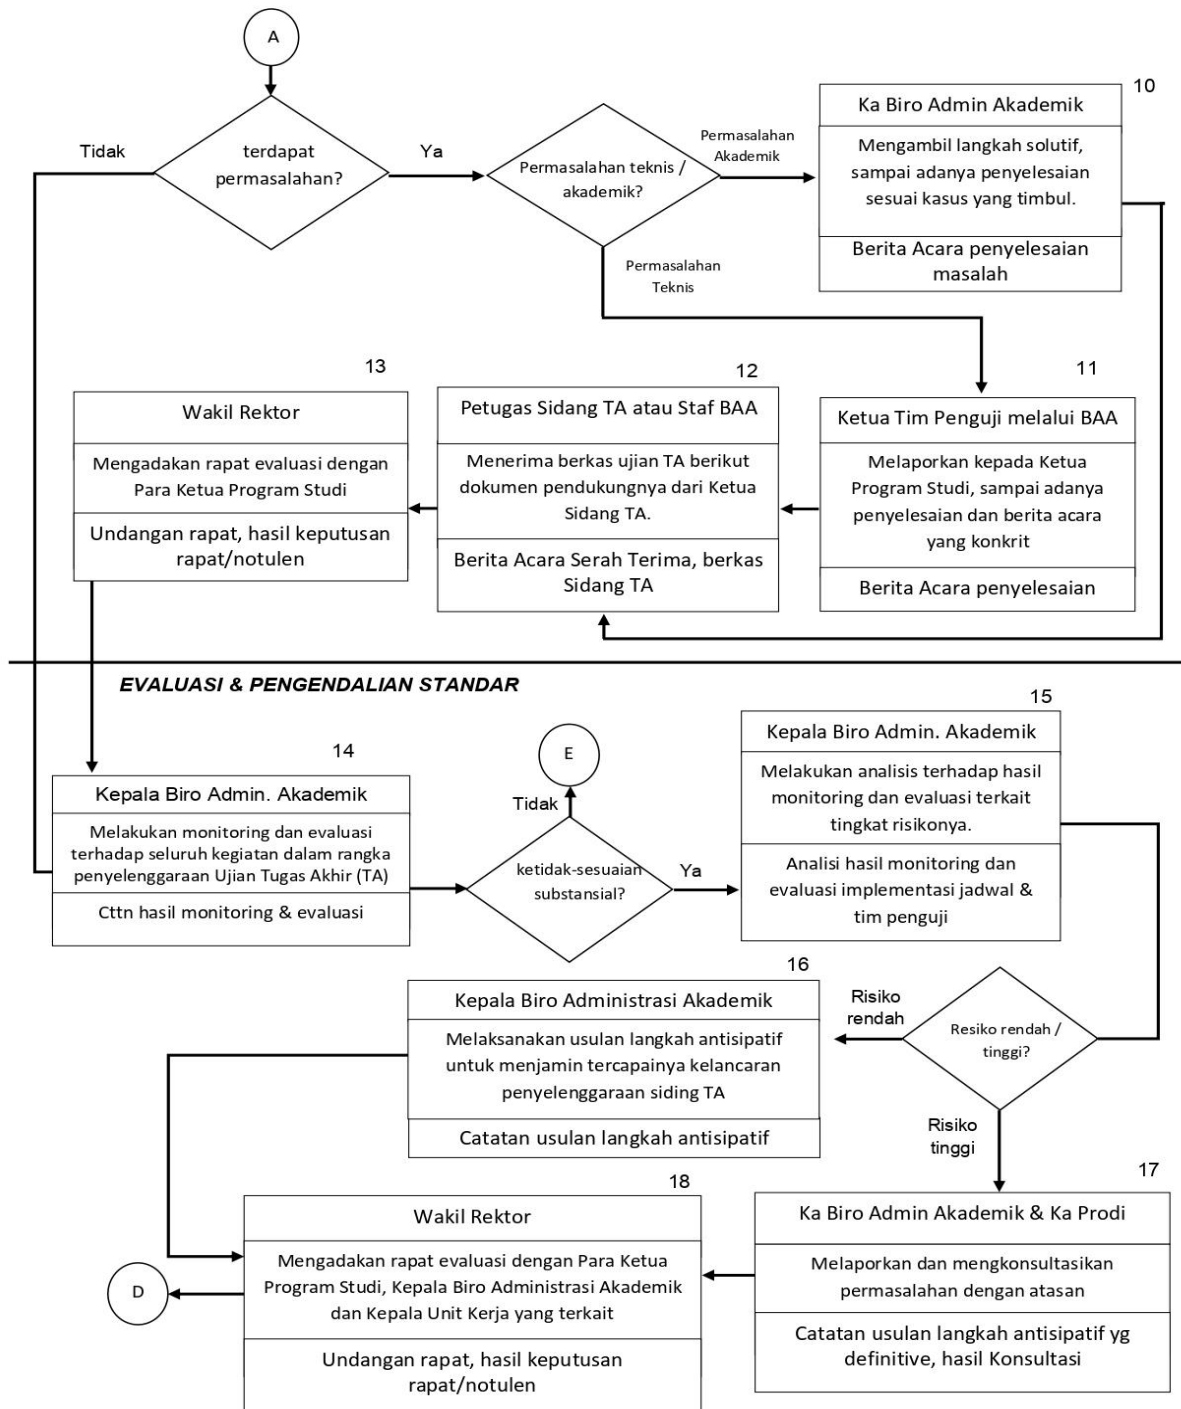 A
Tidak
terdapat
permasalahan?
Ya
Permasalahan teknis /
akademik?
Permasalahan
Akademik
Permasalahan
Teknis
10
Ka Biro Admin Akademik
Mengambil langkah solutif,
sampai adanya penyelesaian
sesuai kasus yang timbul.
Berita Acara penyelesaian
masalah
13
Wakil Rektor
Mengadakan rapat evaluasi dengan
Para Ketua Program Studi
Undangan rapat, hasil keputusan
rapat/notulen
12
Petugas Sidang TA atau Staf BAA
Menerima berkas ujian TA berikut
dokumen pendukungnya dari Ketua
Sidang TA.
Berita Acara Serah Terima, berkas
Sidang TA
11
Ketua Tim Penguji melalui BAA
Melaporkan kepada Ketua
Program Studi, sampai adanya
penyelesaian dan berita acara
yang konkrit
Berita Acara penyelesaian
EVALUASI & PENGENDALIAN STANDAR
14
Kepala Biro Admin. Akademik
Melakukan monitoring dan evaluasi
terhadap seluruh kegiatan dalam rangka
penyelenggaraan Ujian Tugas Akhir (TA)
Cttn hasil monitoring & evaluasi
E
Tidak
ketidak-sesuaian
substansial?
Ya
15
Kepala Biro Admin. Akademik
Melakukan analisis terhadap hasil
monitoring dan evaluasi terkait
tingkat risikonya.
Analisi hasil monitoring dan
evaluasi implementasi jadwal &
tim penguji
16
Kepala Biro Administrasi Akademik
Melaksanakan usulan langkah antisipatif
untuk menjamin tercapainya kelancaran
penyelenggaraan siding TA
Catatan usulan langkah antisipatif
Risiko
rendah
Resiko rendah /
tinggi?
Risiko
tinggi
18
Wakil Rektor
Mengadakan rapat evaluasi dengan Para Ketua
Program Studi, Kepala Biro Administrasi Akademik
dan Kepala Unit Kerja yang terkait
Undangan rapat, hasil keputusan
rapat/notulen
D
17
Ka Biro Admin Akademik & Ka Prodi
Melaporkan dan mengkonsultasikan
permasalahan dengan atasan
Catatan usulan langkah antisipatif yg
definitive, hasil Konsultasi